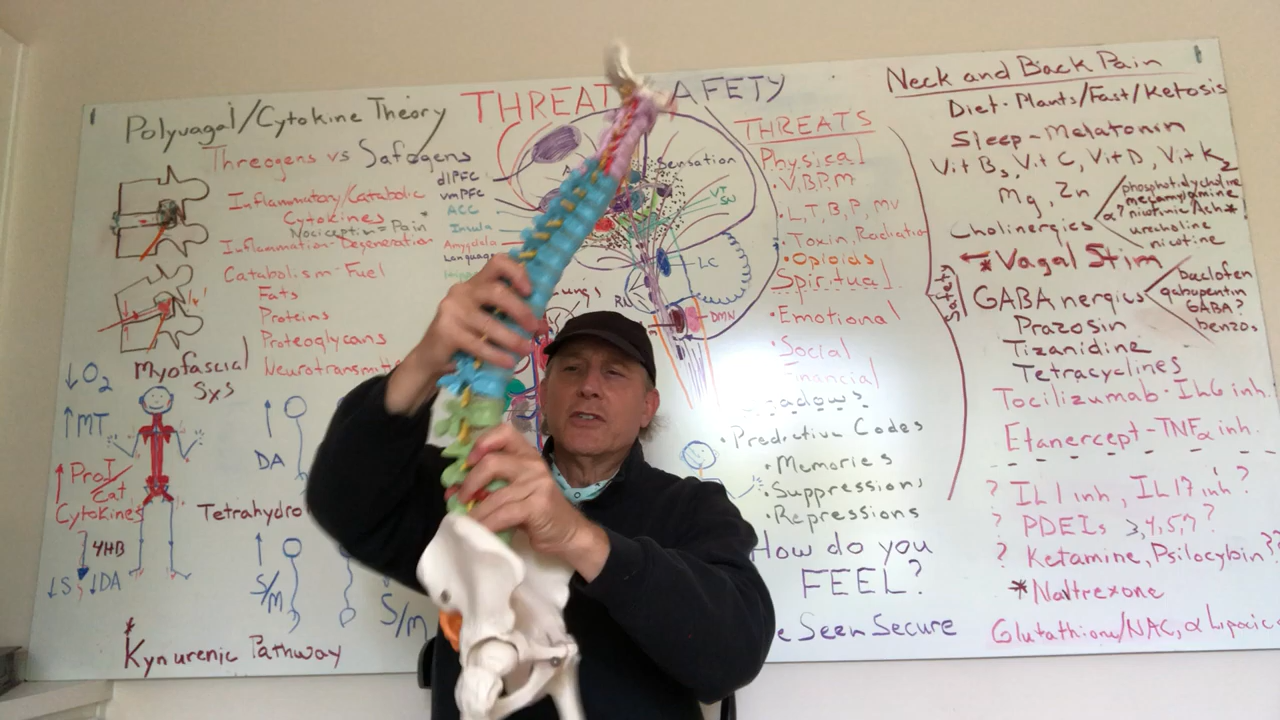 Polyvagal/Cytokine Theory
Threogens vs Safogens
Inflammatory/Catabolic
Cytokines
Nociception = Pain
Inflammation-Degeneration
Catabolism-Fuel
Fats
Proteins
Proteoglycans
Myofascial
Sxs
↓O2
↑MT
↑ProI/
Cat
Cytokines
4HB
↓S ↓DA
DA
Tetrahydro
S/M
S/M
* Kynurenic Pathway
THREAT AFETY
dlPFC
vmPFC
ACC
Insula
Amygdala
Language
Sensation
VT
SN
LC
DMN
THREATS
Physical
• V, B, P, M
• L, T, B, P, MV
• Toxin, Radiation
• Opioids
Spiritual
• Emotional
• Social
Financial
• Predictive Codes
• Memories
• Suppressions
• Repressions
How do you
FEEL?
e Seen Secure
Safety
Neck and Back Pain
Diet-Plants/Fast/Ketosis
Sleep-Melatonin
Vit B3, Vit C, Vit D, Vit K2
Mg, Zn
Cholinergics
α7 nicotinic/Ach*
urecholine
nicotine
* Vagal Stim
GABAnergics
baclofen
gabapentin
GABA?
benzos
Prazosin
Tizanidine
Tetracyclines
Tocilizumab-IL6 inh.
Etanercept-TNFα inh.
? IL1 inh, IL17 inh?
? PDEIs 3,4,5,7?
? Ketamine, Psilocybin??
* Naltrexone
Glutathione/NAC, α Lipoic